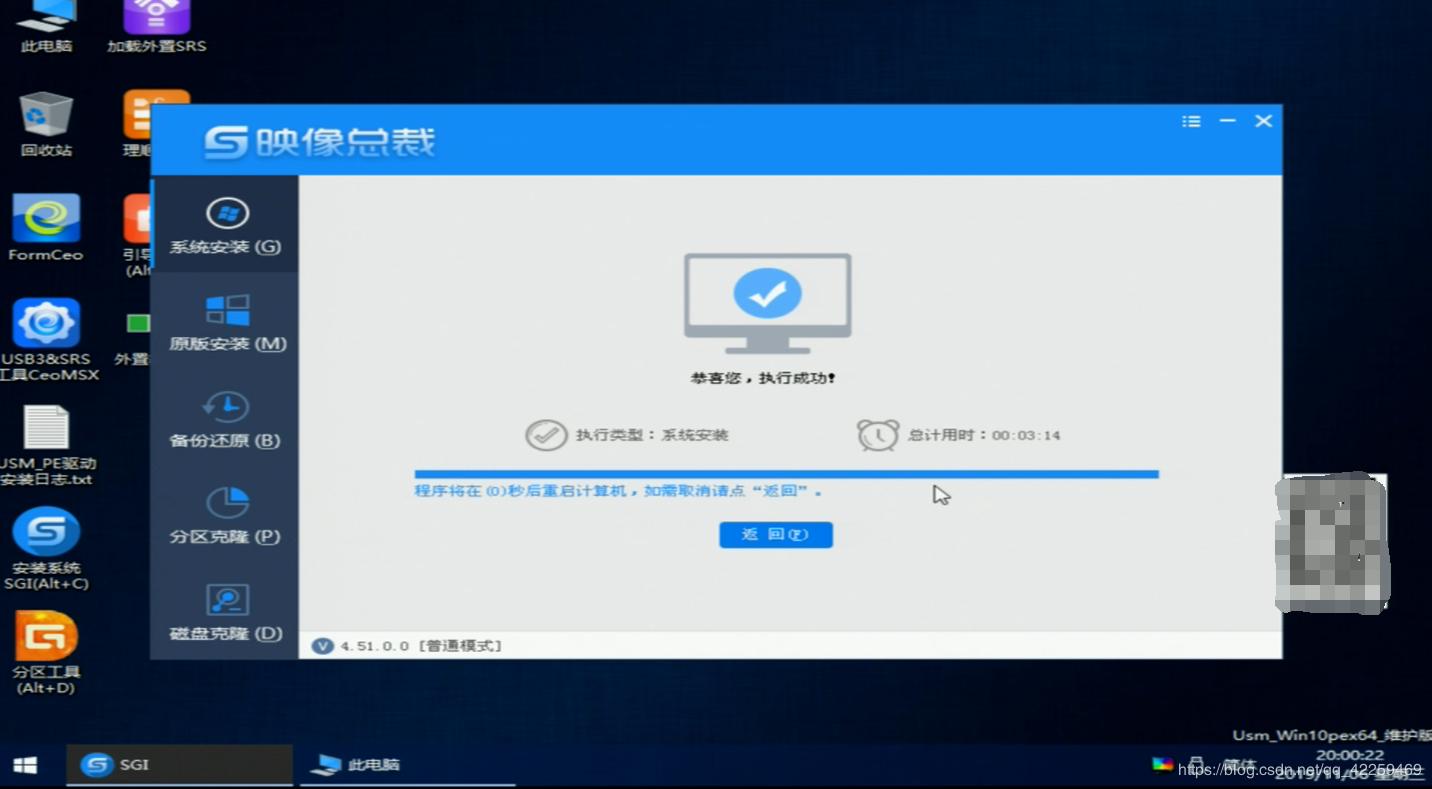 此电脑
加载外置SRS
回收站
理顺
FormCeo
引导
(Alt
USB3&SRS
工具CeoMSX
外置
USM_PE驱动
安装日志.txt
安装系统
SGI(Alt+C)
分区工具
(Alt+D)
映像总裁
系统安装 (G)
原版安装 (M)
备份还原 (B)
分区克隆 (P)
磁盘克隆 (D)
恭喜您，执行成功！
执行类型：系统安装
总计用时：00:03:14
程序将在(0)秒后重启计算机，如需取消请点“返回”。
返 回(F)
V 4.51.0.0 [普通模式]
Usm_Win10pex64_维护版
SGI
此电脑
简体
20:00:22
https://blog.csdn.net/qq_42259469